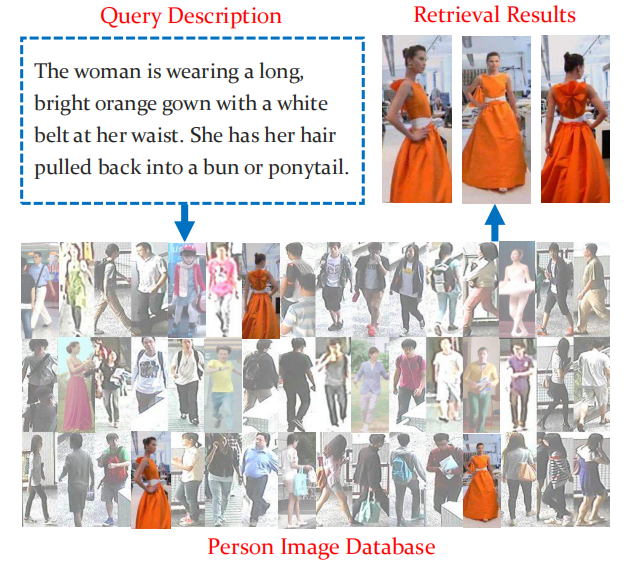 Query Description
Retrieval Results
The woman is wearing a long,
bright orange gown with a white
belt at her waist. She has her hair
pulled back into a bun or ponytail.
Person Image Database